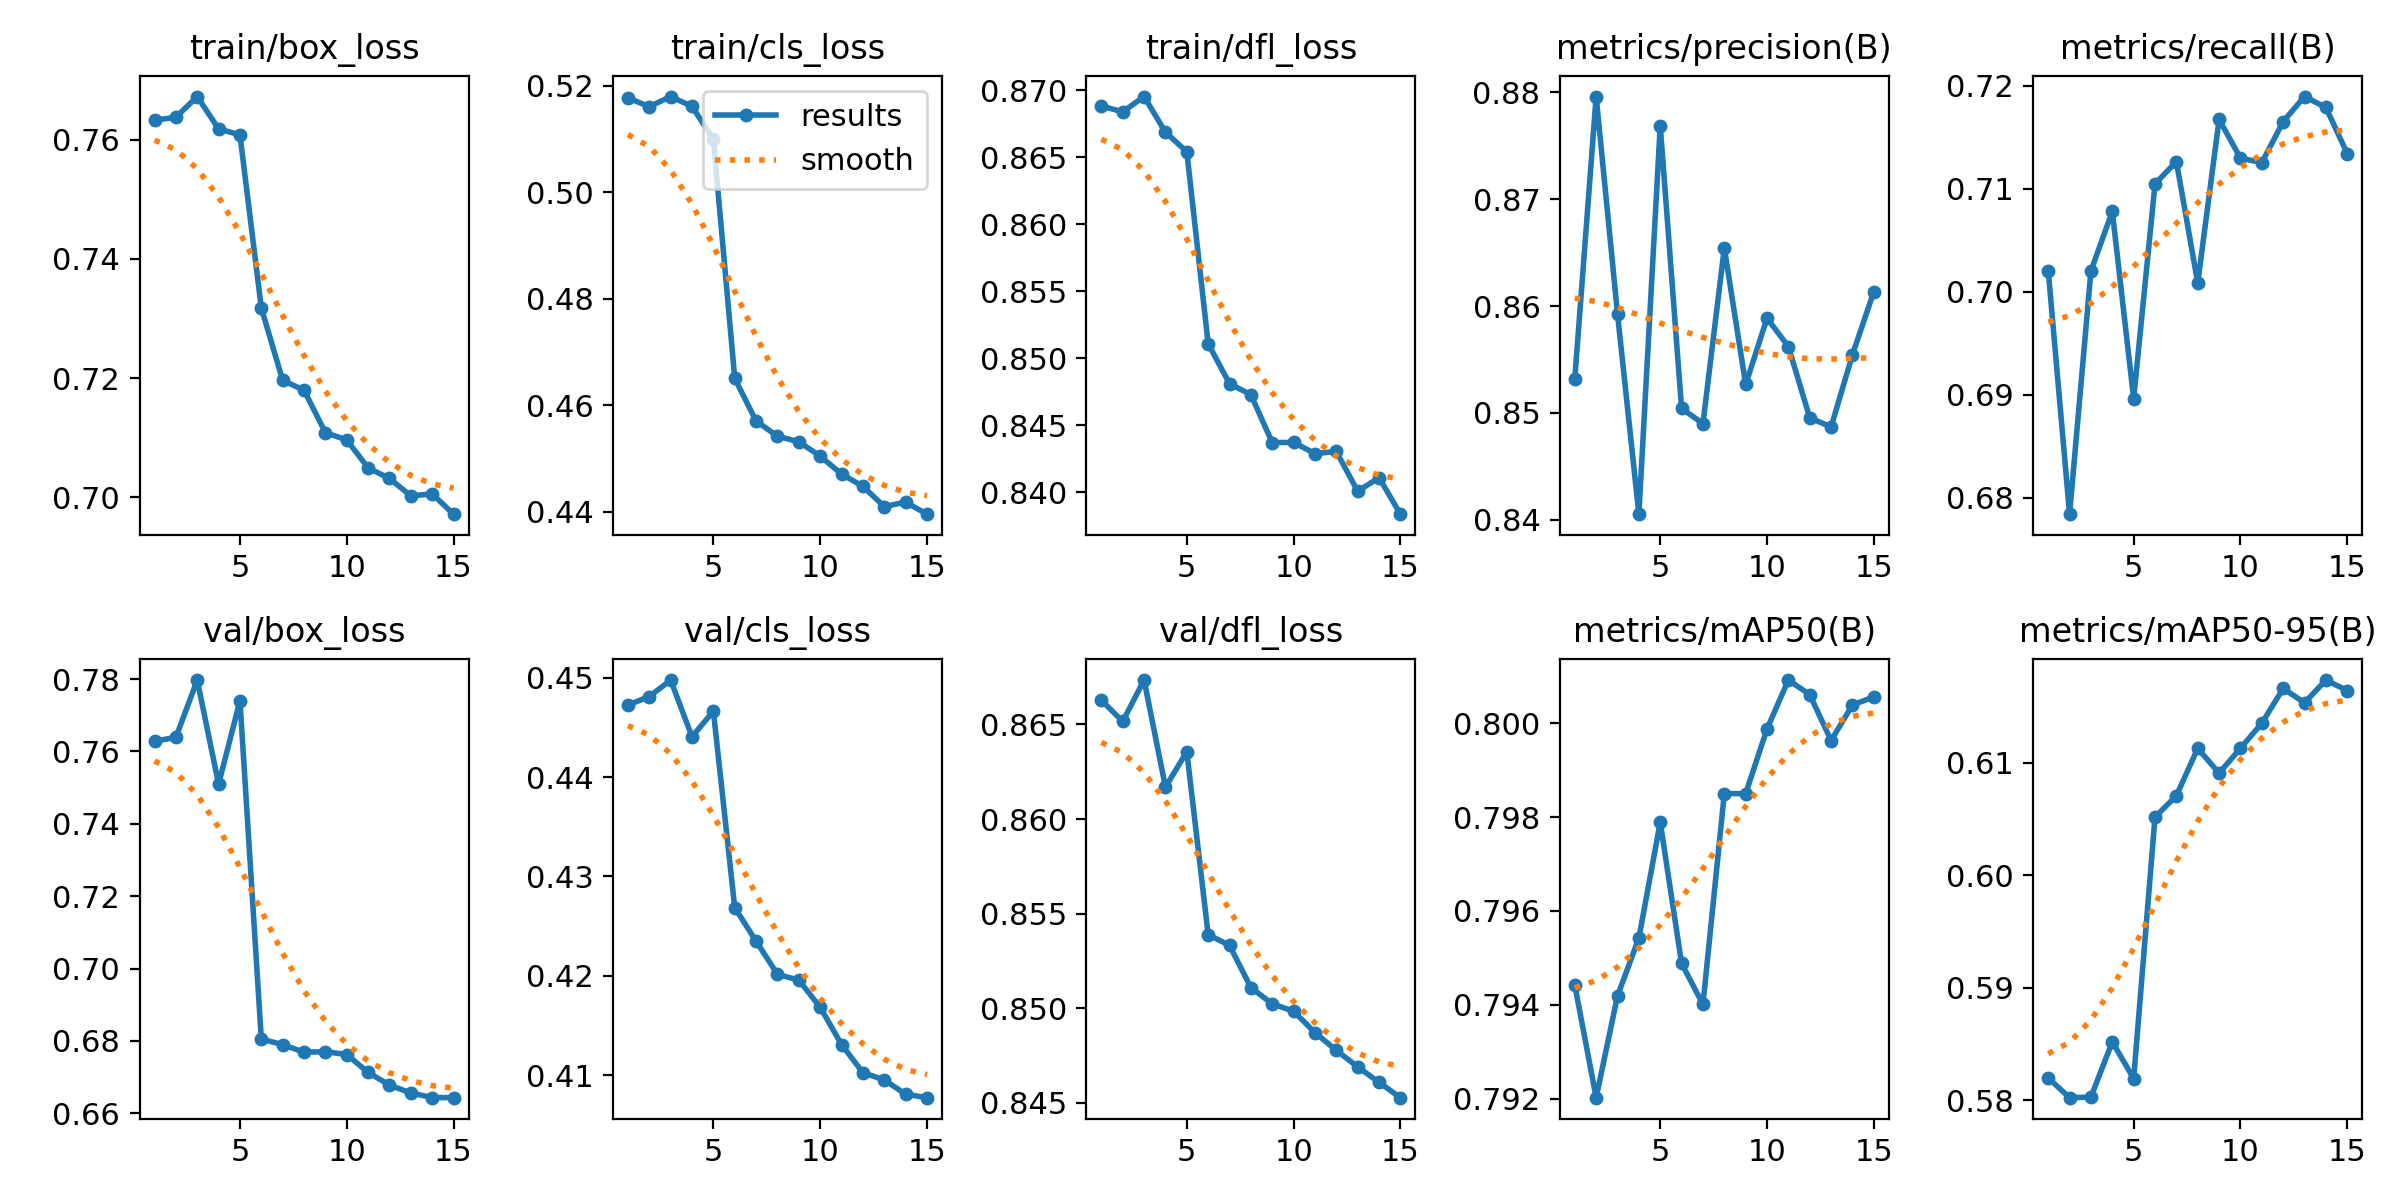 train/box_loss
0.76
0.74
0.72
0.70
5 10 15
train/cls_loss
results
smooth
0.52
0.50
0.48
0.46
0.44
5 10 15
train/dfl_loss
0.870
0.865
0.860
0.855
0.850
0.845
0.840
5 10 15
metrics/precision(B)
0.88
0.87
0.86
0.85
0.84
5 10 15
metrics/recall(B)
0.72
0.71
0.70
0.69
0.68
5 10 15
val/box_loss
0.78
0.76
0.74
0.72
0.70
0.68
0.66
5 10 15
val/cls_loss
0.45
0.44
0.43
0.42
0.41
5 10 15
val/dfl_loss
0.865
0.860
0.855
0.850
0.845
5 10 15
metrics/mAP50(B)
0.800
0.798
0.796
0.794
0.792
5 10 15
metrics/mAP50-95(B)
0.61
0.60
0.59
0.58
5 10 15